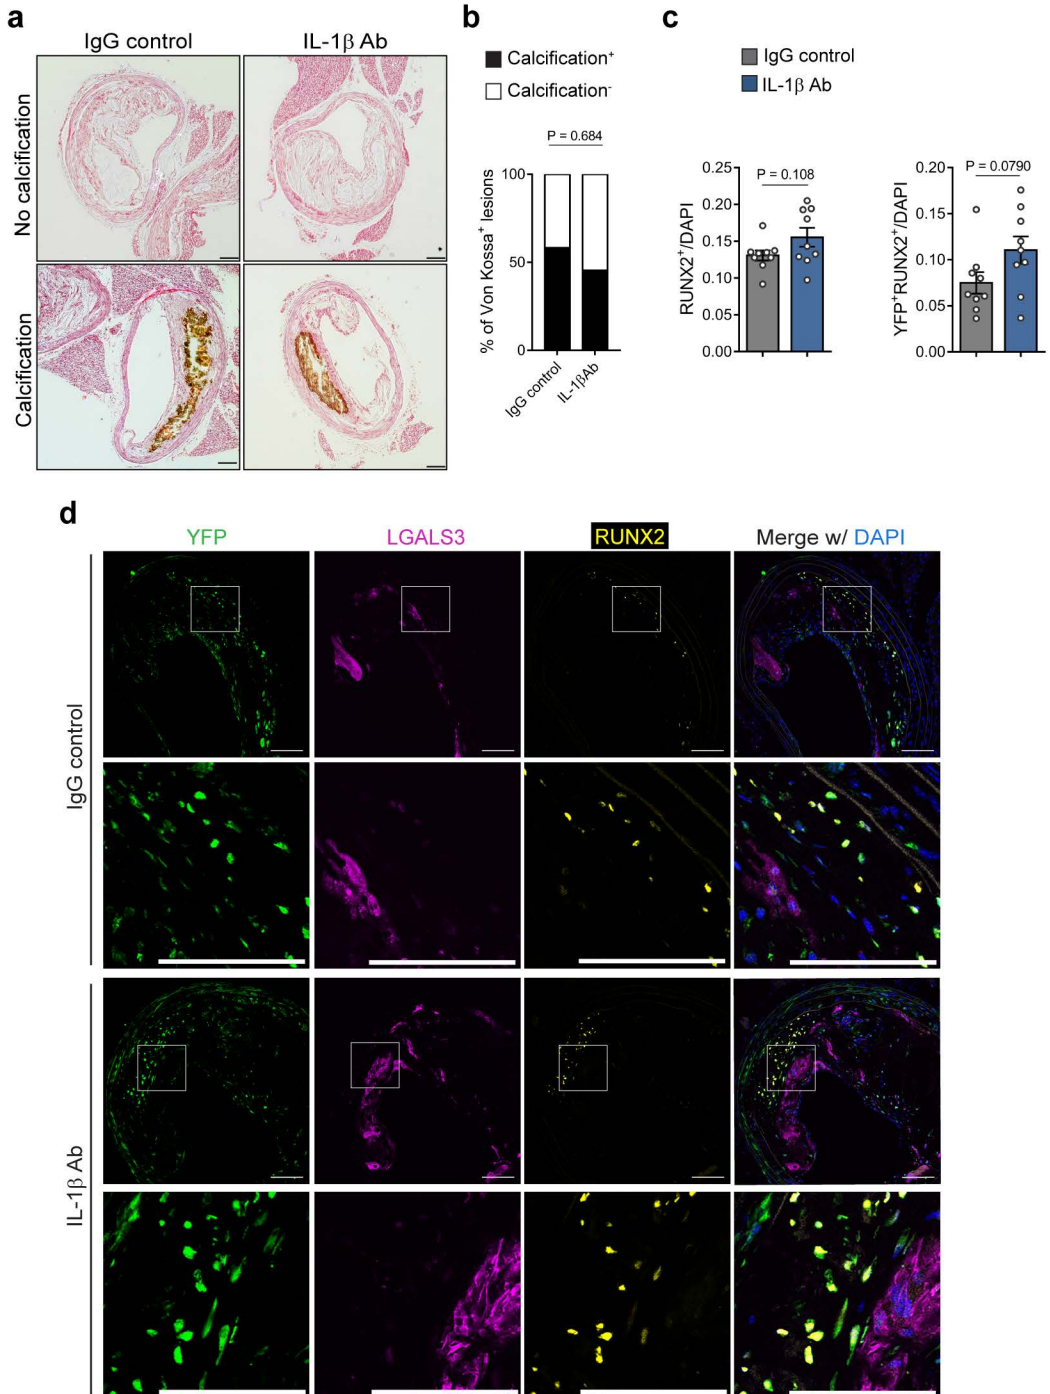 a
IgG control
IL-1β Ab
No calcification
Calcification
b
Calcification⁺
Calcification⁻
P = 0.684
% of Von Kossa⁺ lesions
100
50
0
IgG control
IL-1βAb
c
IgG control
IL-1β Ab
P = 0.108
RUNX2⁺/DAPI
0.25
0.20
0.15
0.10
0.05
0.00
P = 0.0790
YFP⁺RUNX2⁺/DAPI
0.20
0.15
0.10
0.05
0.00
d
YFP
LGALS3
RUNX2
Merge w/ DAPI
IgG control
IL-1β Ab